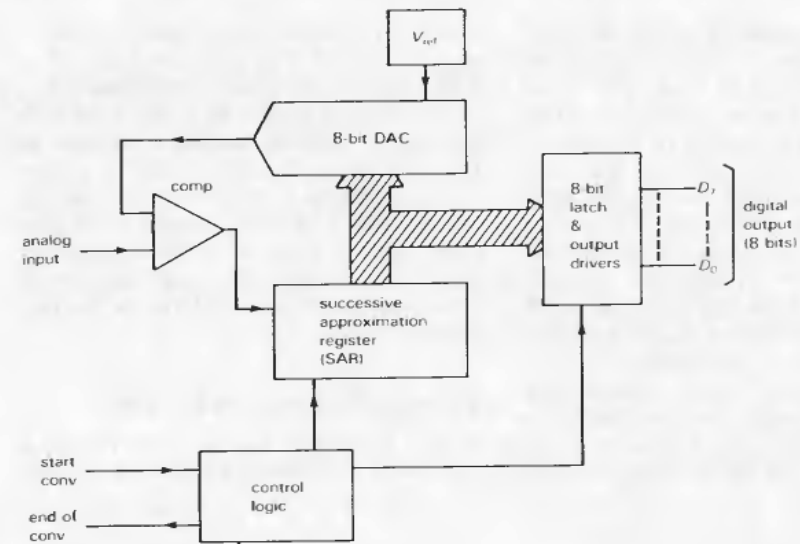 V_ref
8-bit DAC
comp
analog
input
8-bit
latch
&
output
drivers
D7
D0
digital
output
(8 bits)
successive
approximation
register
(SAR)
start
conv
end of
conv
control
logic